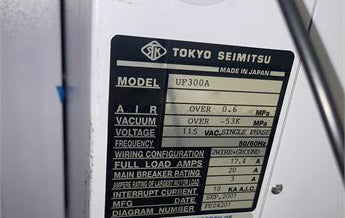 TSK TOKYO SEIMITSU
MADE IN JAPAN
MODEL UF300A
AIR OVER 0.6 MPa
VACUUM OVER -53K MPa
VOLTAGE 115 VAC, SINGLE PHASE
FREQUENCY 50/60Hz
WIRING CONFIGURATION 2WIRE+GROUND
FULL LOAD AMPS 17.4 A
MAIN BREAKER RATING 20 A
AMPERE RATING OF LARGEST MOTOR LOAD 3 A
INTERRUPT CURRENT 10 KA A.I.C.
MFG DATE SEP,2001
DIAGRAM NUMBER